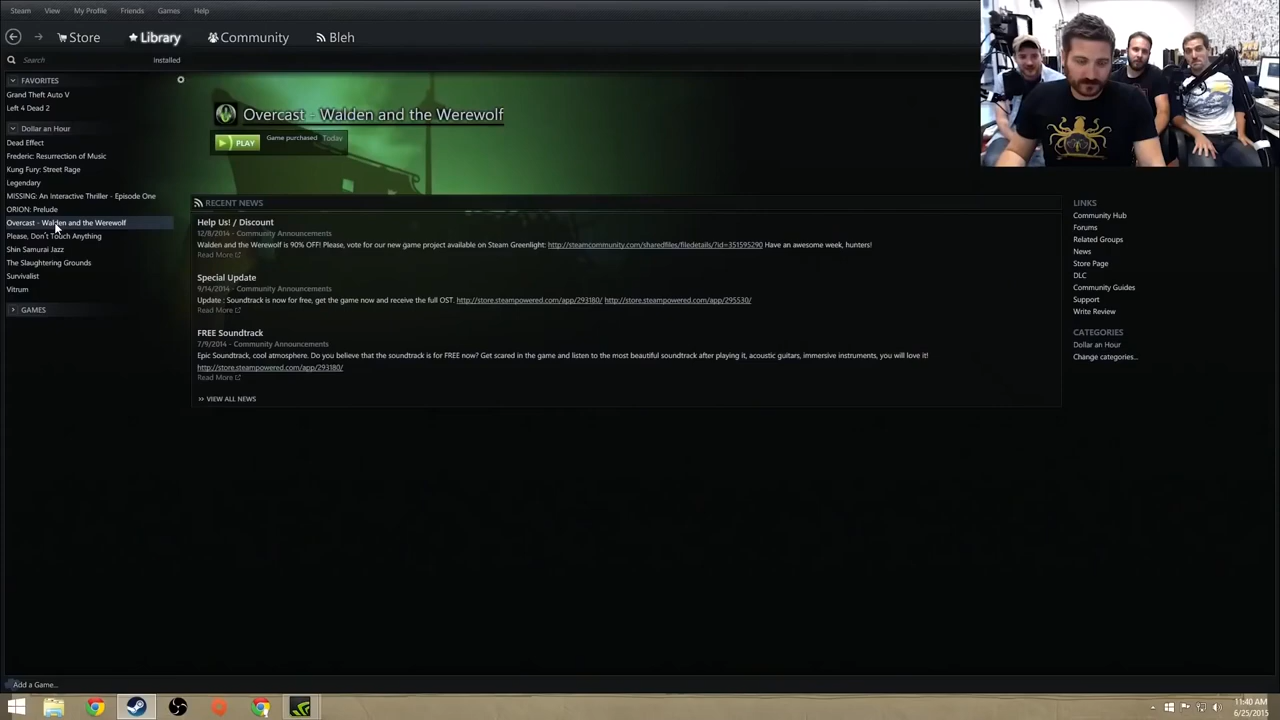 Steam View My Profile Friends Games Help
Store Library Community Bleh
Search Installed
FAVORITES
Grand Theft Auto V
Left 4 Dead 2
Dollar an Hour
Dead Effect
Frederic: Resurrection of Music
Kung Fury: Street Rage
Legendary
MISSING: An Interactive Thriller - Episode One
ORION: Prelude
Overcast - Walden and the Werewolf
Please, Don't Touch Anything
Shin Samurai Jazz
The Slaughtering Grounds
Survivalist
Vitrum
GAMES
Overcast - Walden and the Werewolf
PLAY Game purchased Today
RECENT NEWS
Help Us! / Discount
12/8/2014 - Community Announcements
Walden and the Werewolf is 90% OFF! Please, vote for our new game project available on Steam Greenlight: http://steamcommunity.com/sharedfiles/filedetails/?id=351595290 Have an awesome week, hunters!
Read More
Special Update
9/14/2014 - Community Announcements
Update : Soundtrack is now for free, get the game now and receive the full OST. http://store.steampowered.com/app/293180/ http://store.steampowered.com/app/295530/
Read More
FREE Soundtrack
7/9/2014 - Community Announcements
Epic Soundtrack, cool atmosphere. Do you believe that the soundtrack is for FREE now? Get scared in the game and listen to the most beautiful soundtrack after playing it, acoustic guitars, immersive instruments, you will love it!
http://store.steampowered.com/app/293180/
Read More
>> VIEW ALL NEWS
LINKS
Community Hub
Forums
Related Groups
News
Store Page
DLC
Community Guides
Support
Write Review
CATEGORIES
Dollar an Hour
Change categories...
Add a Game...
11:40 AM
6/25/2015